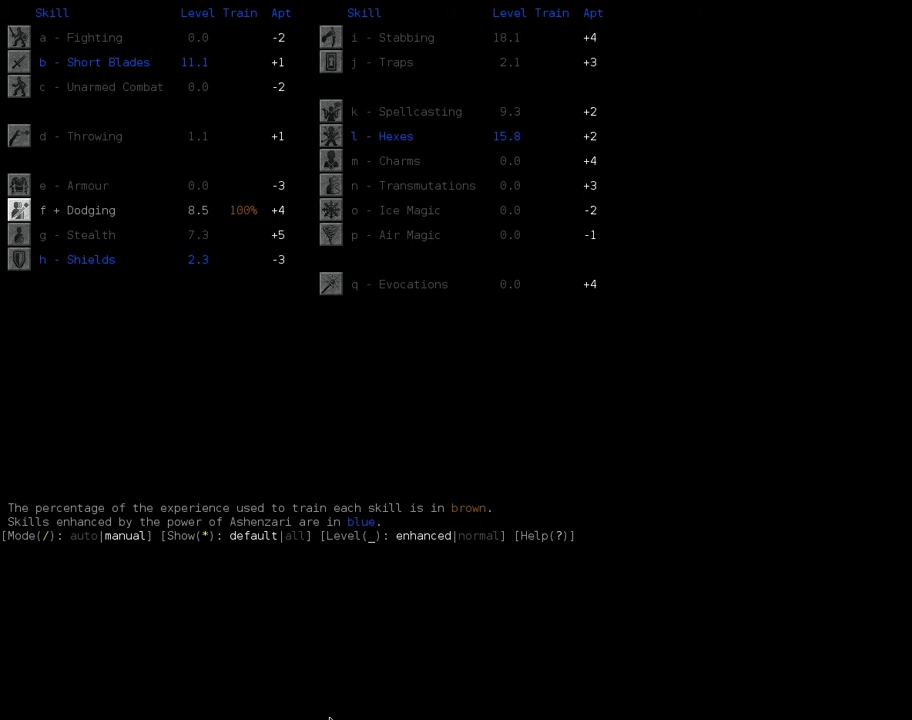 Skill Level Train Apt Skill Level Train Apt
a - Fighting 0.0 -2 i - Stabbing 18.1 +4
b - Short Blades 11.1 +1 j - Traps 2.1 +3
c - Unarmed Combat 0.0 -2
k - Spellcasting 9.3 +2
d - Throwing 1.1 +1 l - Hexes 15.8 +2
m - Charms 0.0 +4
e - Armour 0.0 -3 n - Transmutations 0.0 +3
f + Dodging 8.5 100% +4 o - Ice Magic 0.0 -2
g - Stealth 7.3 +5 p - Air Magic 0.0 -1
h - Shields 2.3 -3
q - Evocations 0.0 +4
The percentage of the experience used to train each skill is in brown.
Skills enhanced by the power of Ashenzari are in blue.
[Mode(/): auto|manual] [Show(*): default|all] [Level(_): enhanced|normal] [Help(?)]